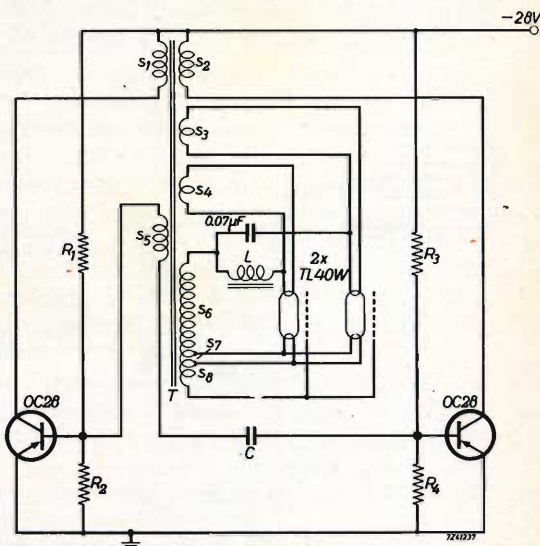 −28V
S1
S2
S3
S4
0.07μF
S5
L
2x
TL40W
R1
R3
S6
S7
S8
T
OC28
OC28
C
R2
R4
7Z41237